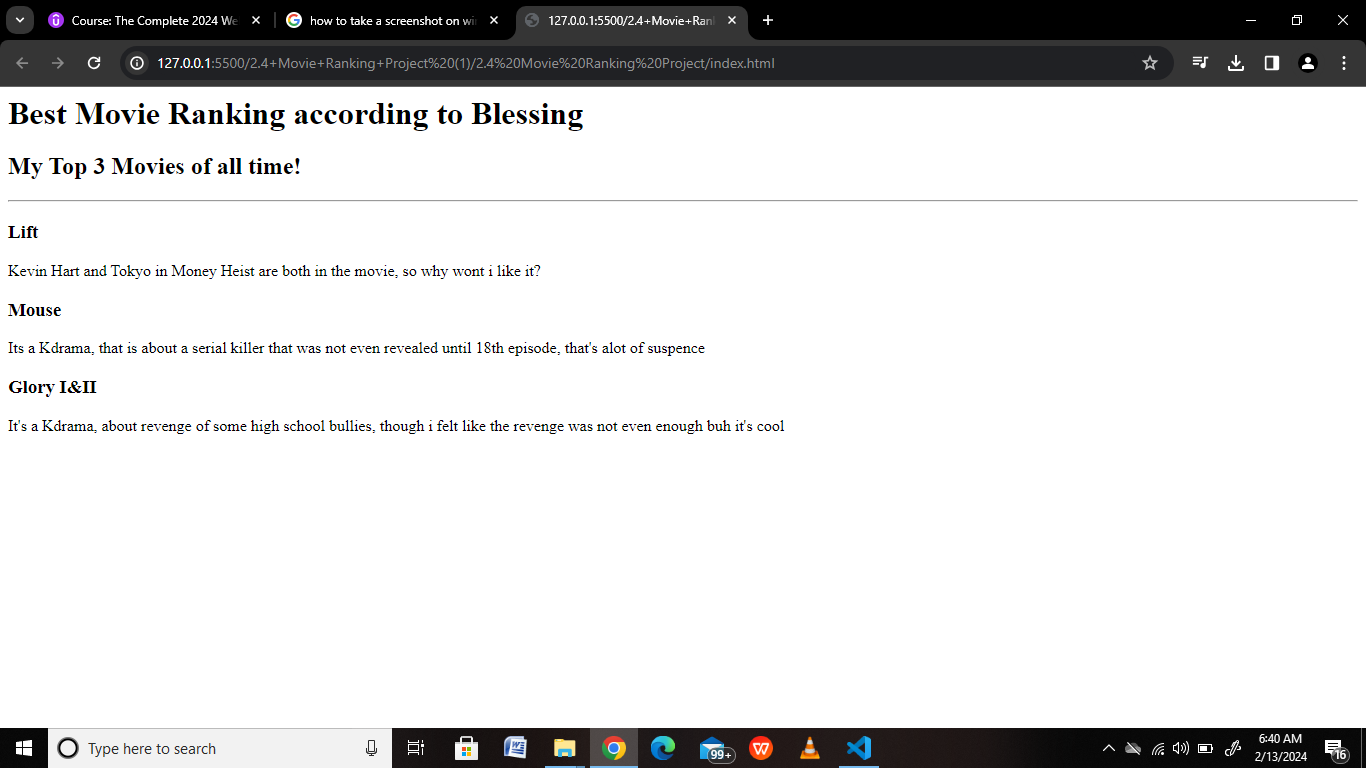 Course: The Complete 2024 We
how to take a screenshot on wi
127.0.0.1:5500/2.4+Movie+Ran
127.0.0.1:5500/2.4+Movie+Ranking+Project%20(1)/2.4%20Movie%20Ranking%20Project/index.html
Best Movie Ranking according to Blessing
My Top 3 Movies of all time!
Lift
Kevin Hart and Tokyo in Money Heist are both in the movie, so why wont i like it?
Mouse
Its a Kdrama, that is about a serial killer that was not even revealed until 18th episode, that's alot of suspence
Glory I&II
It's a Kdrama, about revenge of some high school bullies, though i felt like the revenge was not even enough buh it's cool
Type here to search
99+
6:40 AM
2/13/2024
16